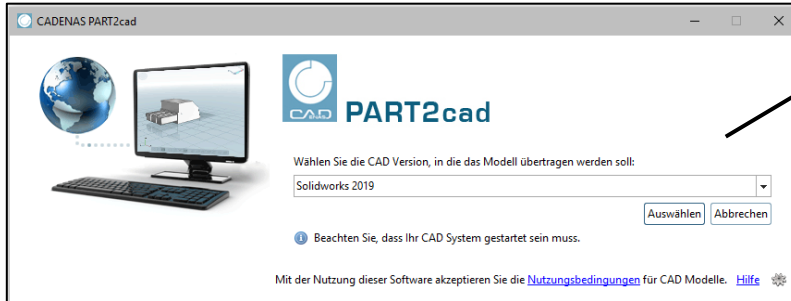 CADENAS PART2cad
CAD
PART2cad
Wählen Sie die CAD Version, in die das Modell übertragen werden soll:
Solidworks 2019
Auswählen Abbrechen
Beachten Sie, dass Ihr CAD System gestartet sein muss.
Mit der Nutzung dieser Software akzeptieren Sie die Nutzungsbedingungen für CAD Modelle. Hilfe